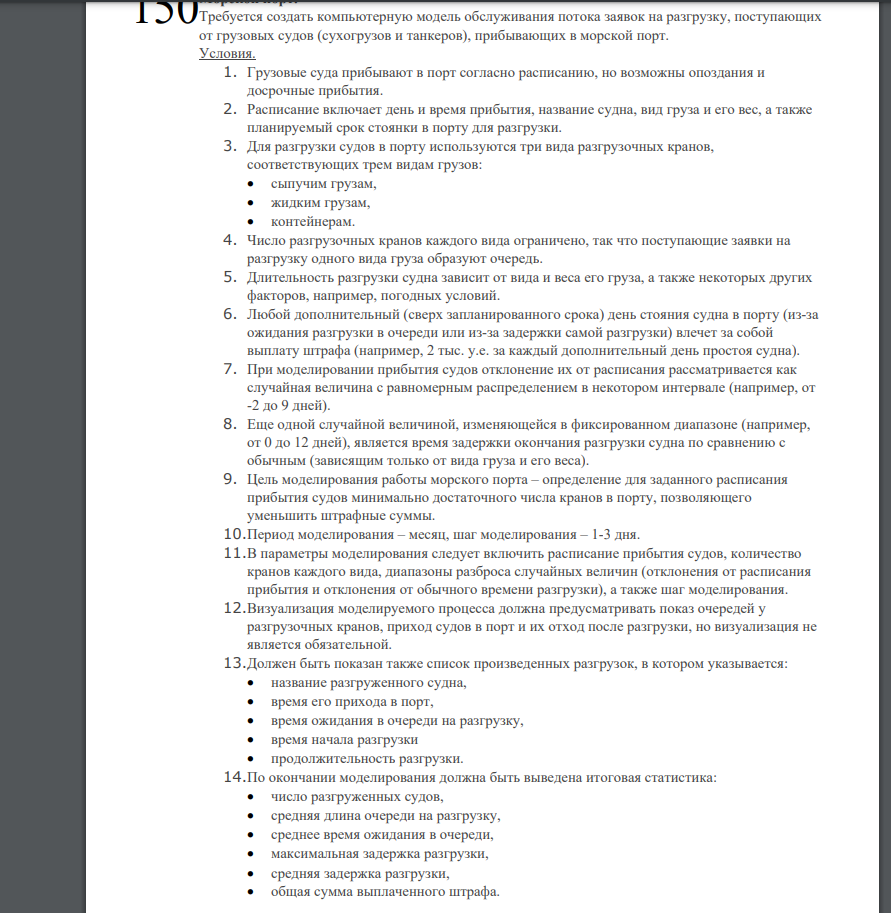 150
Требуется создать компьютерную модель обслуживания потока заявок на разгрузку, поступающих
от грузовых судов (сухогрузов и танкеров), прибывающих в морской порт.
Условия.
1. Грузовые суда прибывают в порт согласно расписанию, но возможны опоздания и
досрочные прибытия.
2. Расписание включает день и время прибытия, название судна, вид груза и его вес, а также
планируемый срок стоянки в порту для разгрузки.
3. Для разгрузки судов в порту используются три вида разгрузочных кранов,
соответствующих трем видам грузов:
• сыпучим грузам,
• жидким грузам,
• контейнерам.
4. Число разгрузочных кранов каждого вида ограничено, так что поступающие заявки на
разгрузку одного вида груза образуют очередь.
5. Длительность разгрузки судна зависит от вида и веса его груза, а также некоторых других
факторов, например, погодных условий.
6. Любой дополнительный (сверх запланированного срока) день стояния судна в порту (из-за
ожидания разгрузки в очереди или из-за задержки самой разгрузки) влечет за собой
выплату штрафа (например, 2 тыс. у.е. за каждый дополнительный день простоя судна).
7. При моделировании прибытия судов отклонение их от расписания рассматривается как
случайная величина с равномерным распределением в некотором интервале (например, от
-2 до 9 дней).
8. Еще одной случайной величиной, изменяющейся в фиксированном диапазоне (например,
от 0 до 12 дней), является время задержки окончания разгрузки судна по сравнению с
обычным (зависящим только от вида груза и его веса).
9. Цель моделирования работы морского порта – определение для заданного расписания
прибытия судов минимально достаточного числа кранов в порту, позволяющего
уменьшить штрафные суммы.
10.Период моделирования – месяц, шаг моделирования – 1-3 дня.
11.В параметры моделирования следует включить расписание прибытия судов, количество
кранов каждого вида, диапазоны разброса случайных величин (отклонения от расписания
прибытия и отклонения от обычного времени разгрузки), а также шаг моделирования.
12.Визуализация моделируемого процесса должна предусматривать показ очередей у
разгрузочных кранов, приход судов в порт и их отход после разгрузки, но визуализация не
является обязательной.
13.Должен быть показан также список произведенных разгрузок, в котором указывается:
• название разгруженного судна,
• время его прихода в порт,
• время ожидания в очереди на разгрузку,
• время начала разгрузки
• продолжительность разгрузки.
14.По окончании моделирования должна быть выведена итоговая статистика:
• число разгруженных судов,
• средняя длина очереди на разгрузку,
• среднее время ожидания в очереди,
• максимальная задержка разгрузки,
• средняя задержка разгрузки,
• общая сумма выплаченного штрафа.